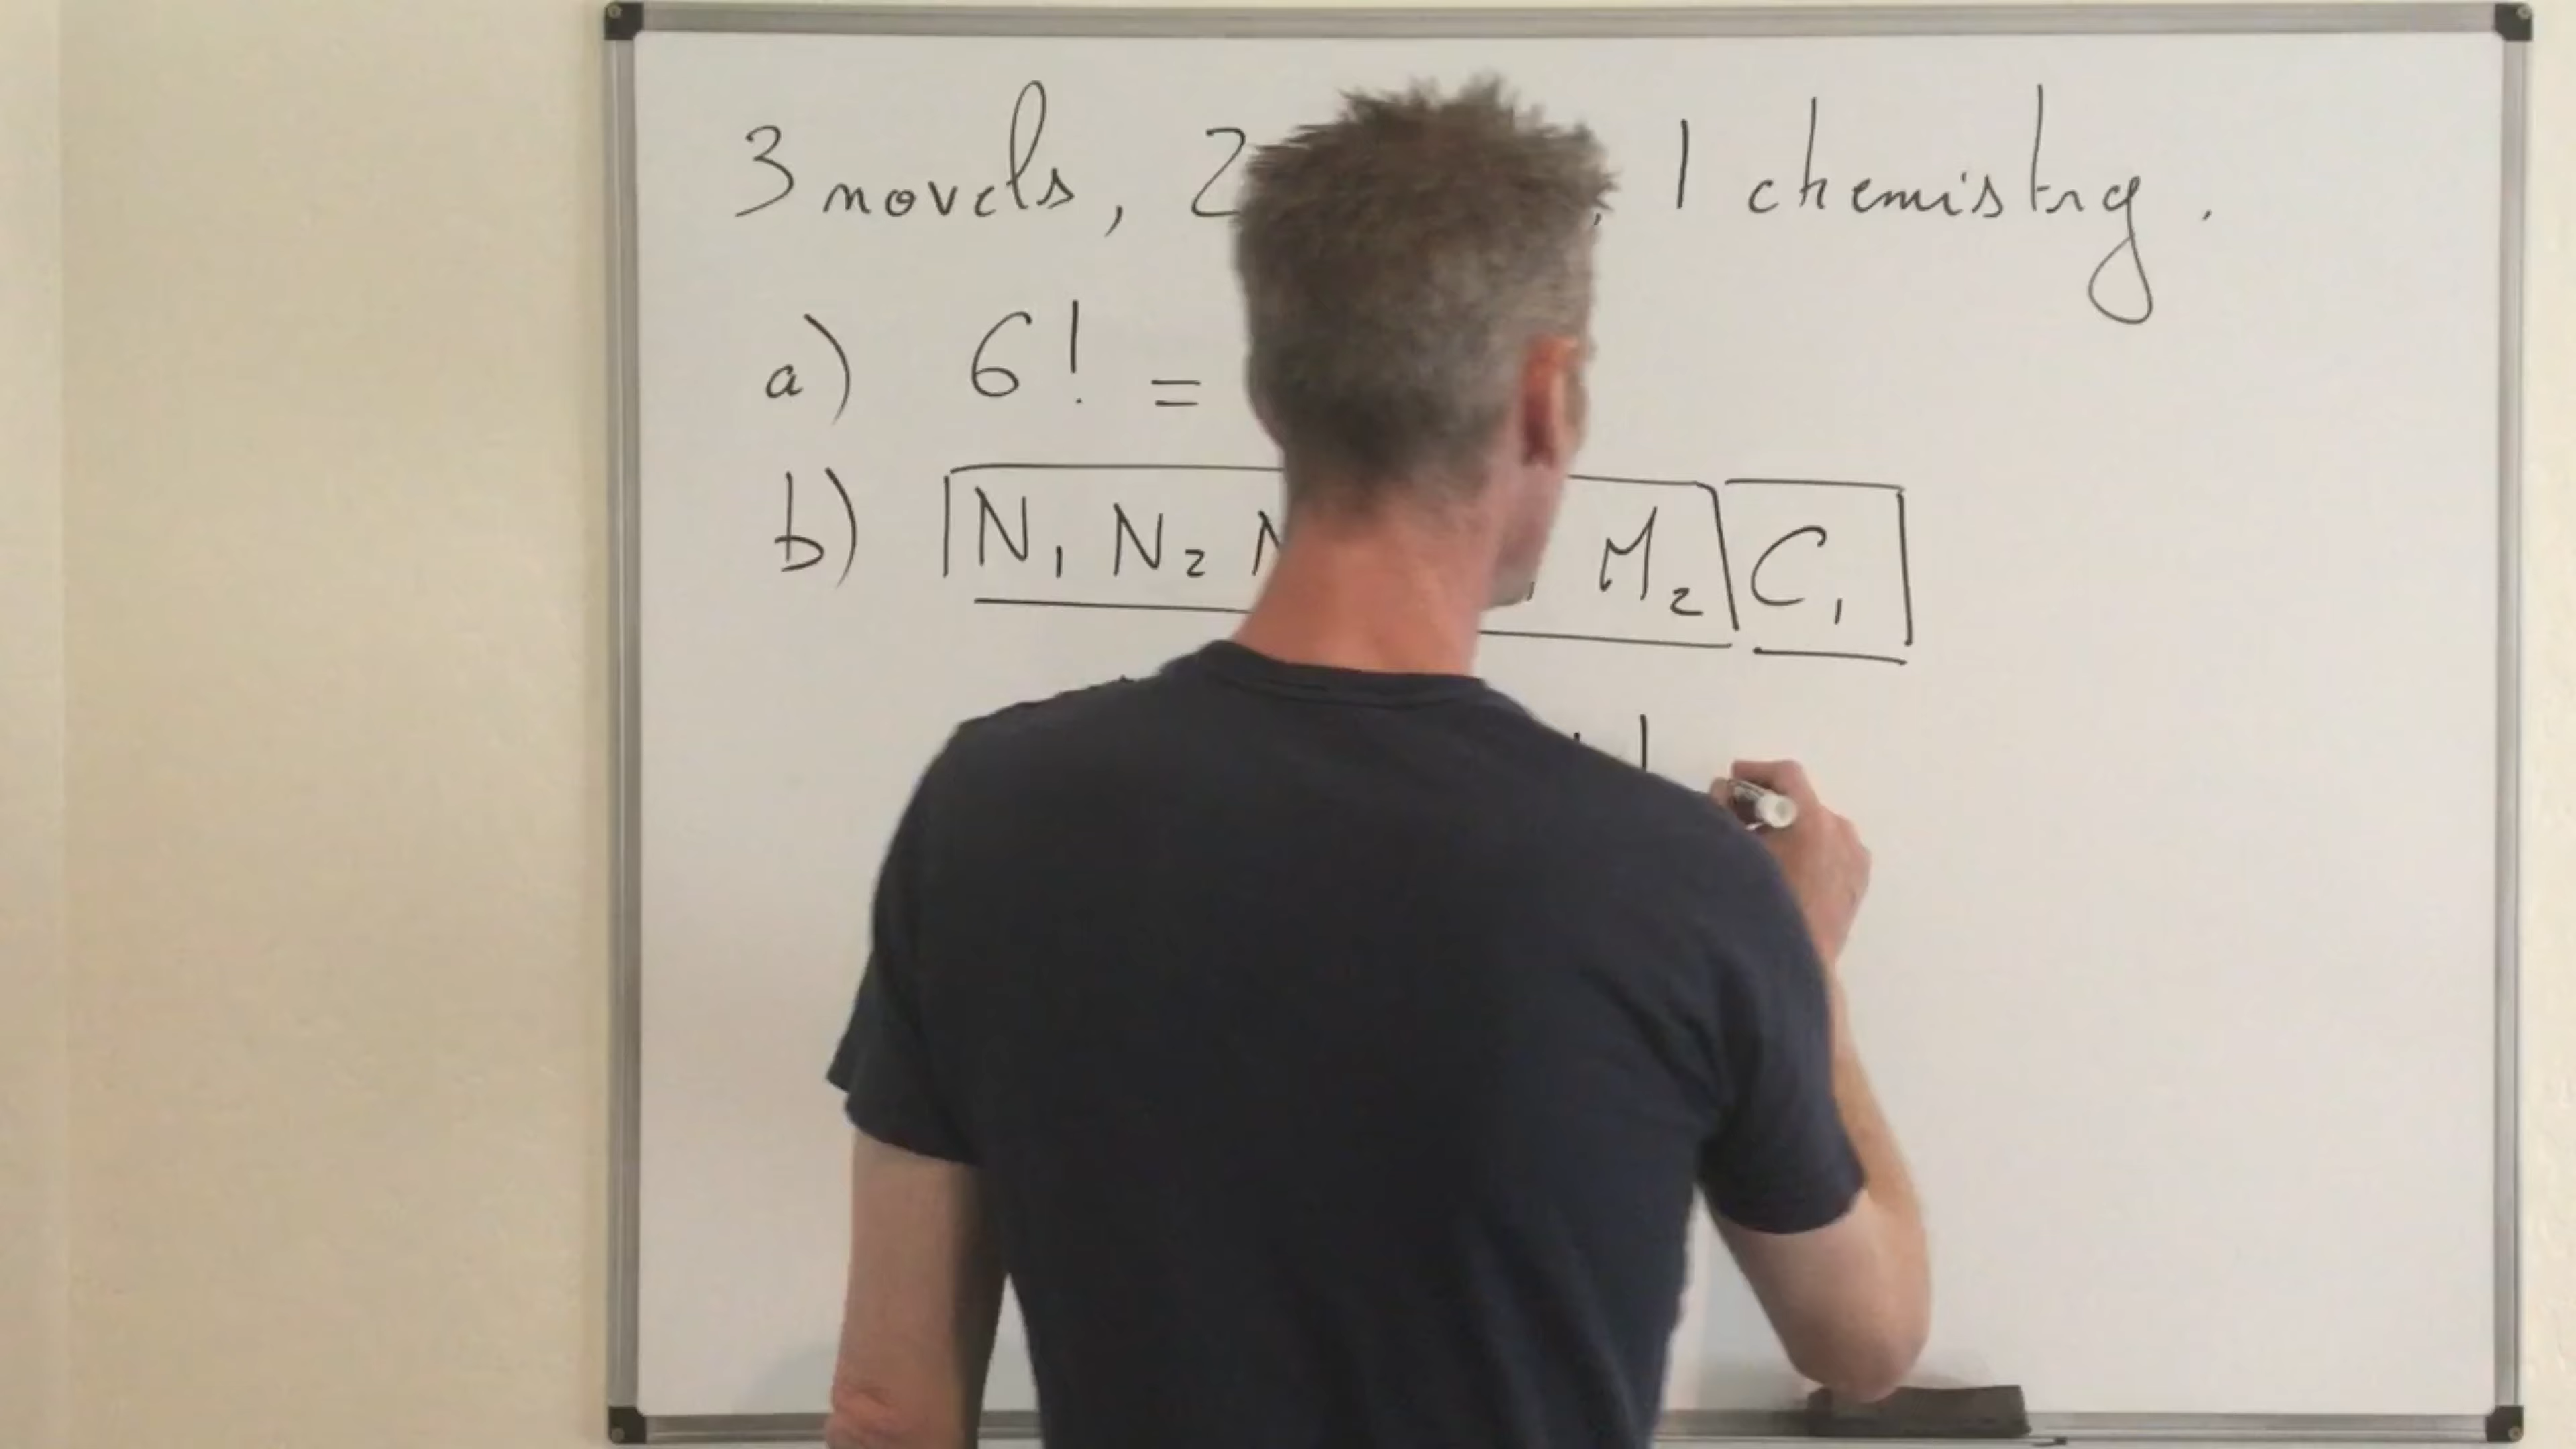 3 novels, 2 , 1 chemistry.
a) 6! =
b) N1 N2 M2 C1